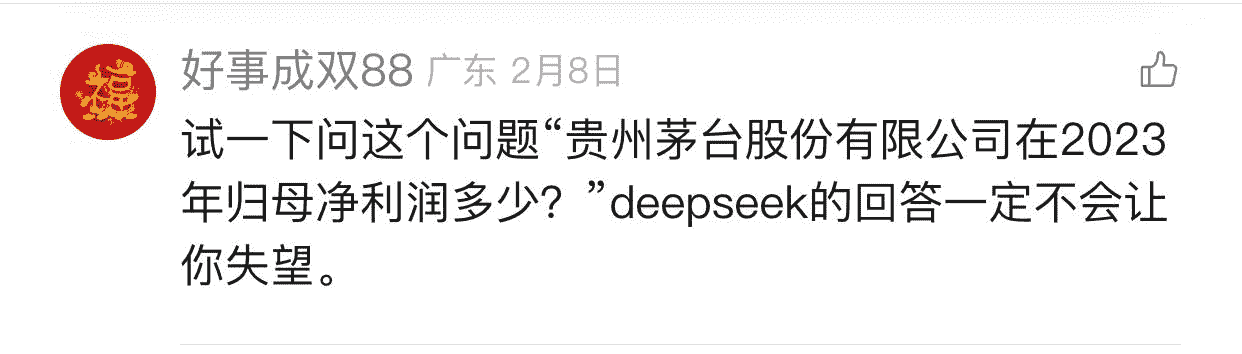 好事成双88 广东 2月8日
试一下问这个问题“贵州茅台股份有限公司在2023
年归母净利润多少？”deepseek的回答一定不会让
你失望。